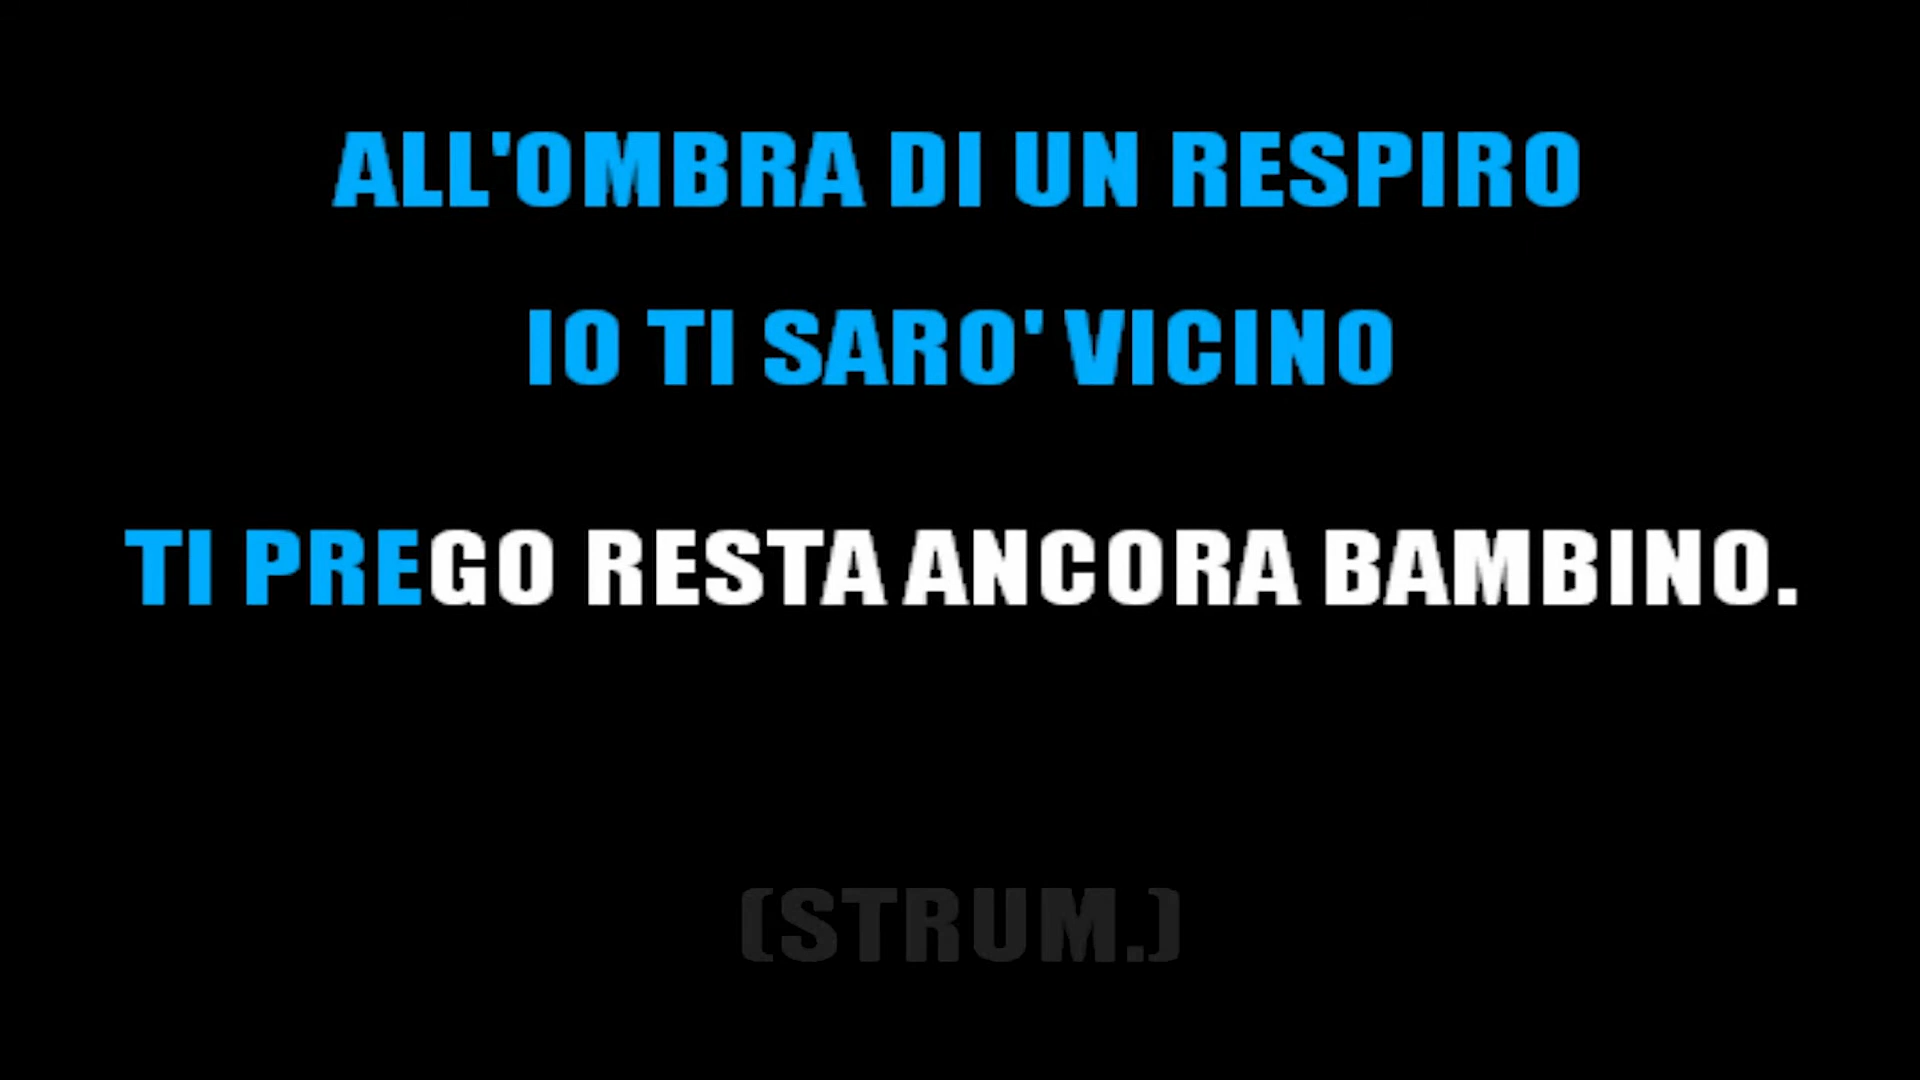 ALL'OMBRA DI UN RESPIRO
IO TI SARO' VICINO
TI PREGO RESTA ANCORA BAMBINO.
(STRUM.)